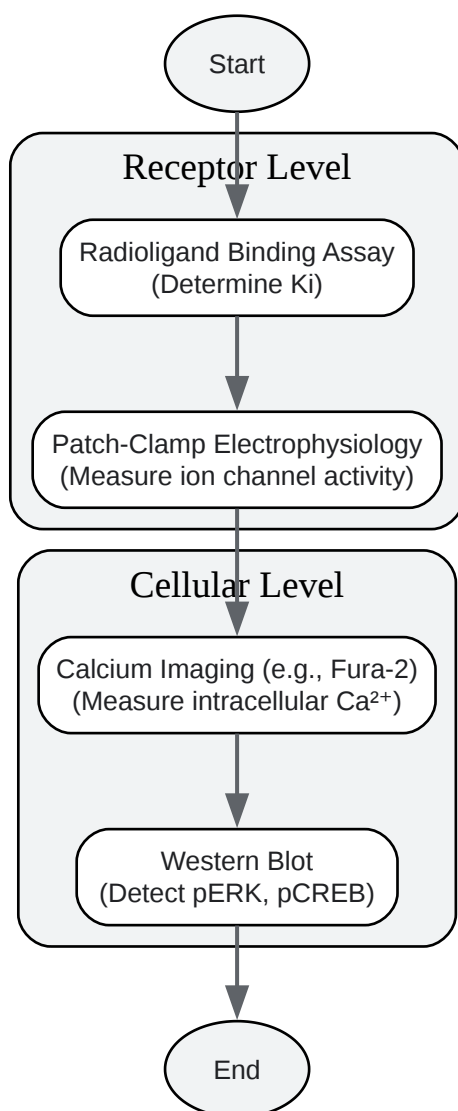 Start
Receptor Level
Radioligand Binding Assay
(Determine Ki)
Patch-Clamp Electrophysiology
(Measure ion channel activity)
Cellular Level
Calcium Imaging (e.g., Fura-2)
(Measure intracellular Ca²⁺)
Western Blot
(Detect pERK, pCREB)
End